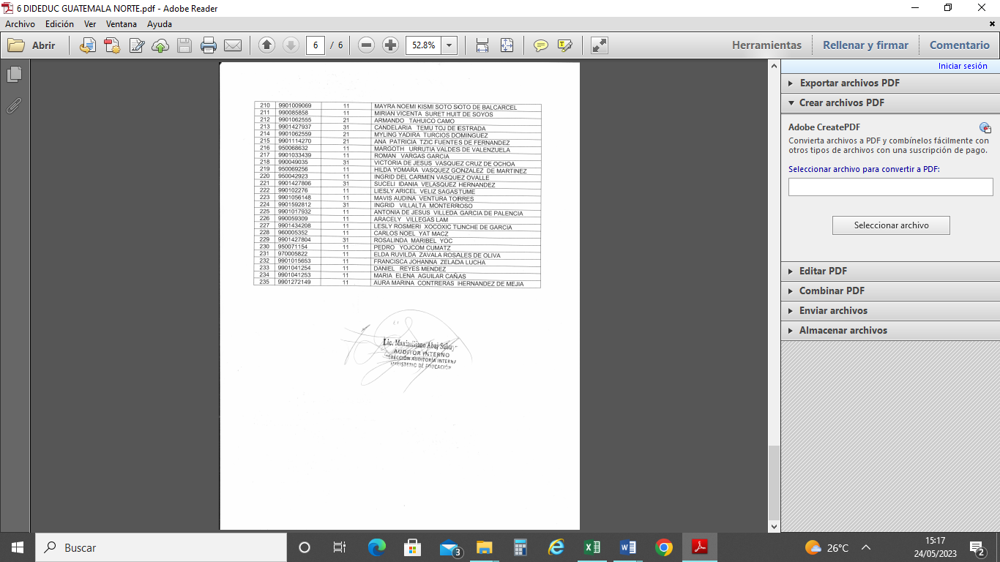 6 DIDEDUC GUATEMALA NORTE.pdf - Adobe Reader
Archivo Edición Ver Ventana Ayuda
Abrir 6 / 6 52.8% Herramientas Rellenar y firmar Comentario
Iniciar sesión
Exportar archivos PDF
Crear archivos PDF
Adobe CreatePDF
Convierta archivos a PDF y combínelos fácilmente con
otros tipos de archivos con una suscripción de pago.
Seleccionar archivo para convertir a PDF:
Seleccionar archivo
Editar PDF
Combinar PDF
Enviar archivos
Almacenar archivos
210 9901009069 11 MAYRA NOEMI KISMI SOTO SOTO DE BALCARCEL
211 990085858 11 MIRIAN VICENTA SURET HUIT DE SOYOS
212 9901062555 21 ARMANDO TAHUICO CAMO
213 9901427937 31 CANDELARIA TEMU TOJ DE ESTRADA
214 9901062559 21 MYLING YADIRA TURCIOS DOMINGUEZ
215 9901114270 21 ANA PATRICIA TZIC FUENTES DE FERNANDEZ
216 950068632 11 MARGOTH URRUTIA VALDES DE VALENZUELA
217 9901033439 11 ROMAN VARGAS GARCIA
218 990049035 31 VICTORIA DE JESUS VASQUEZ CRUZ DE OCHOA
219 950069256 11 HILDA YOMARA VASQUEZ GONZALEZ DE MARTINEZ
220 950042923 11 INGRID DEL CARMEN VASQUEZ OVALLE
221 9901427806 31 SUCELI IDANIA VELASQUEZ HERNANDEZ
222 990102276 11 LIESLY ARICEL VELIZ SAGASTUME
223 9901056148 11 MAVIS AUDINA VENTURA TORRES
224 9901592812 31 INGRID VILLALTA MONTERROSO
225 9901017932 11 ANTONIA DE JESUS VILLEDA GARCIA DE PALENCIA
226 990059309 11 ARACELY VILLEGAS LAM
227 9901434208 11 LESLY ROSMERI XOCOXIC TUNCHE DE GARCIA
228 960005352 11 CARLOS NOEL YAT MACZ
229 9901427804 31 ROSALINDA MARIBEL YOC
230 950071154 11 PEDRO YOJCOM CUMATZ
231 970005822 11 ELDA RUVILDA ZAVALA ROSALES DE OLIVA
232 9901015653 11 FRANCISCA JOHANNA ZELADA LUCHA
233 9901041254 11 DANIEL REYES MENDEZ
234 9901041253 11 MARIA ELENA AGUILAR CAÑAS
235 9901272149 11 AURA MARINA CONTRERAS HERNANDEZ DE MEJIA
Lic. Maximiliano Abaj Subuy
AUDITOR INTERNO
DIRECCIÓN AUDITORÍA INTERNA
MINISTERIO DE EDUCACIÓN
Buscar 3 26°C 15:17
24/05/2023 2